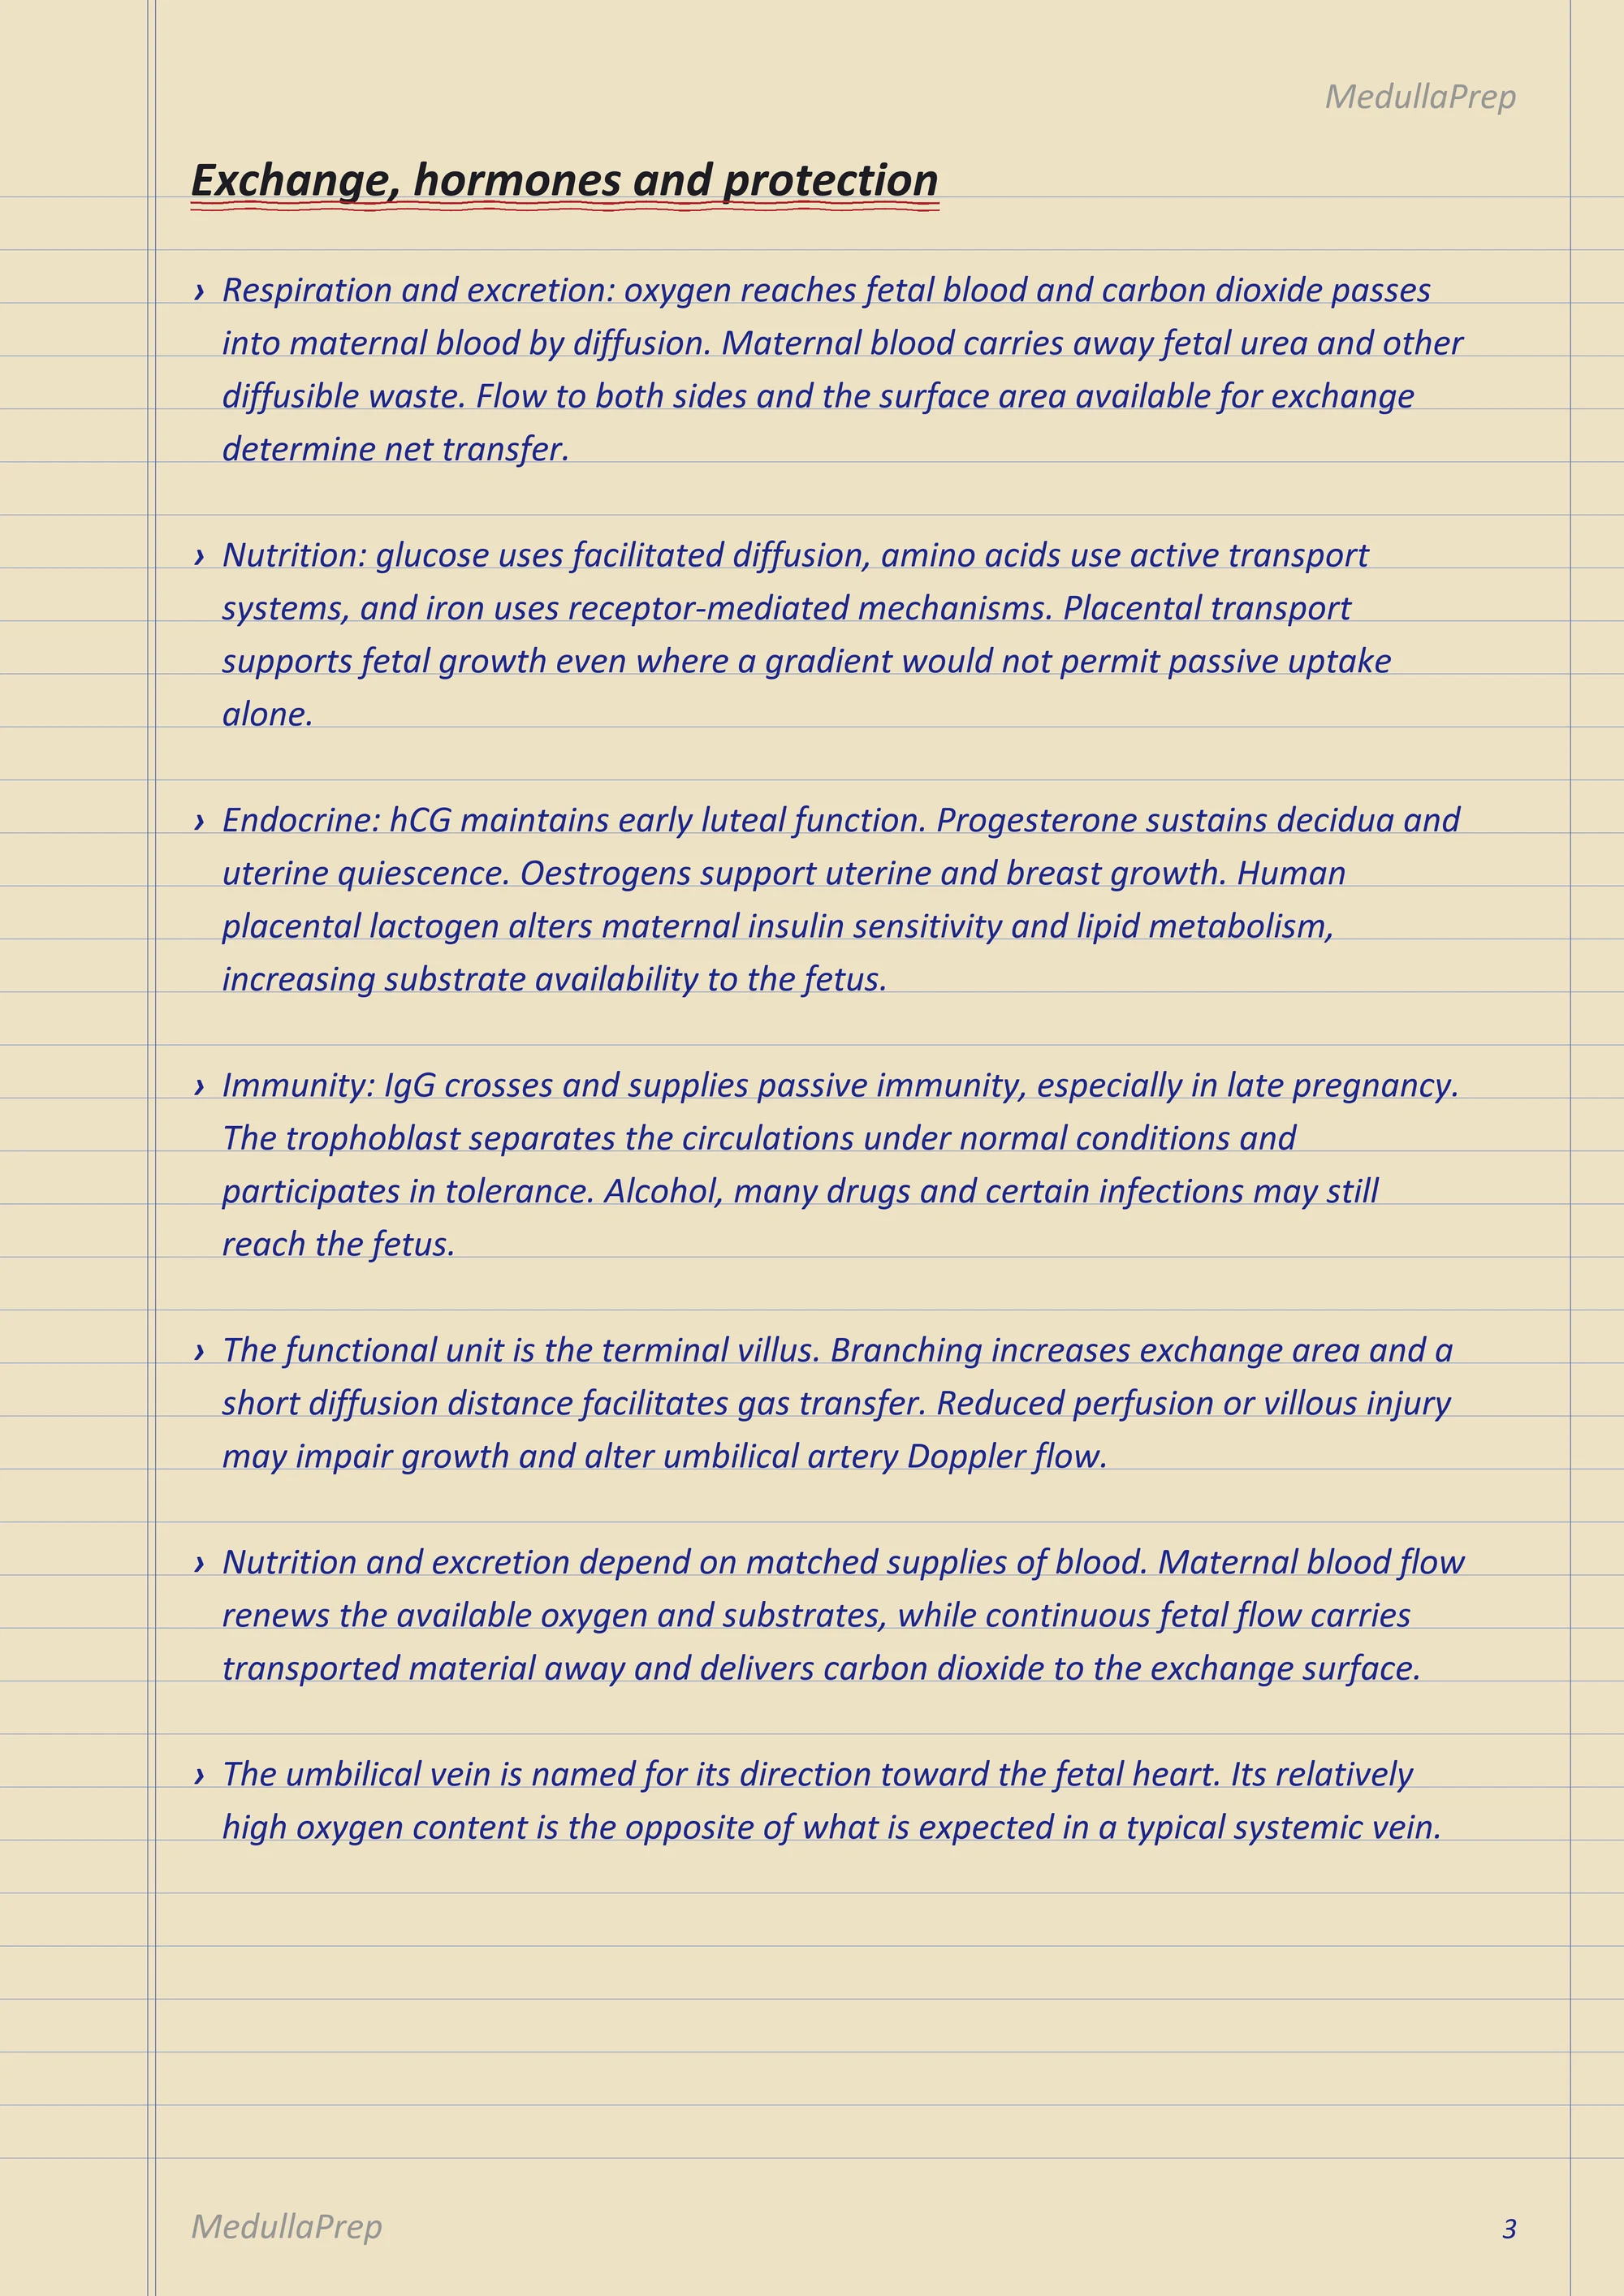 MedullaPrep
Exchange, hormones and protection
› Respiration and excretion: oxygen reaches fetal blood and carbon dioxide passes
into maternal blood by diffusion. Maternal blood carries away fetal urea and other
diffusible waste. Flow to both sides and the surface area available for exchange
determine net transfer.
› Nutrition: glucose uses facilitated diffusion, amino acids use active transport
systems, and iron uses receptor-mediated mechanisms. Placental transport
supports fetal growth even where a gradient would not permit passive uptake
alone.
› Endocrine: hCG maintains early luteal function. Progesterone sustains decidua and
uterine quiescence. Oestrogens support uterine and breast growth. Human
placental lactogen alters maternal insulin sensitivity and lipid metabolism,
increasing substrate availability to the fetus.
› Immunity: IgG crosses and supplies passive immunity, especially in late pregnancy.
The trophoblast separates the circulations under normal conditions and
participates in tolerance. Alcohol, many drugs and certain infections may still
reach the fetus.
› The functional unit is the terminal villus. Branching increases exchange area and a
short diffusion distance facilitates gas transfer. Reduced perfusion or villous injury
may impair growth and alter umbilical artery Doppler flow.
› Nutrition and excretion depend on matched supplies of blood. Maternal blood flow
renews the available oxygen and substrates, while continuous fetal flow carries
transported material away and delivers carbon dioxide to the exchange surface.
› The umbilical vein is named for its direction toward the fetal heart. Its relatively
high oxygen content is the opposite of what is expected in a typical systemic vein.
MedullaPrep
3